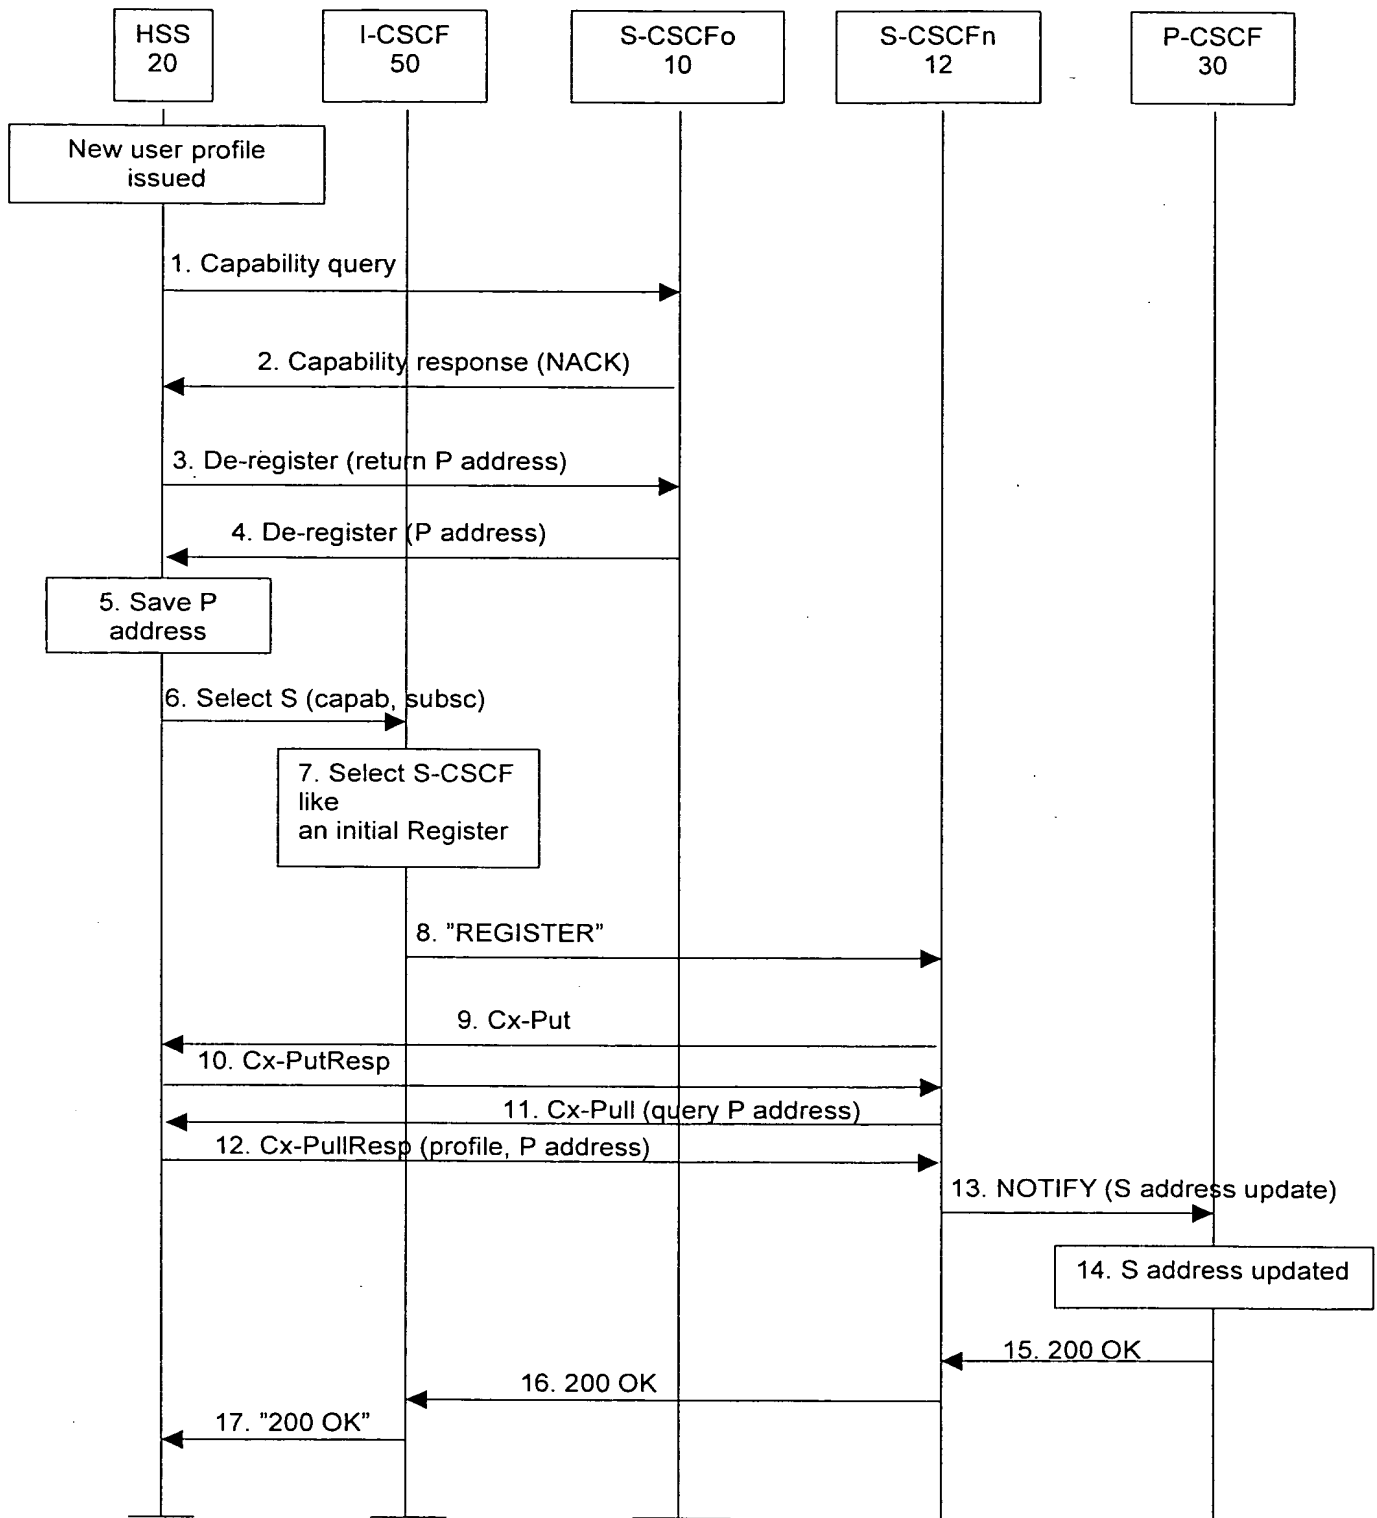 HSS
20
I-CSCF
50
S-CSCFo
10
S-CSCFn
12
P-CSCF
30
New user profile
issued
1. Capability query
2. Capability response (NACK)
3. De-register (return P address)
4. De-register (P address)
5. Save P
address
6. Select S (capab, subsc)
7. Select S-CSCF
like
an initial Register
8. ”REGISTER”
9. Cx-Put
10. Cx-PutResp
11. Cx-Pull (query P address)
12. Cx-PullResp (profile, P address)
13. NOTIFY (S address update)
14. S address updated
15. 200 OK
16. 200 OK
17. "200 OK”